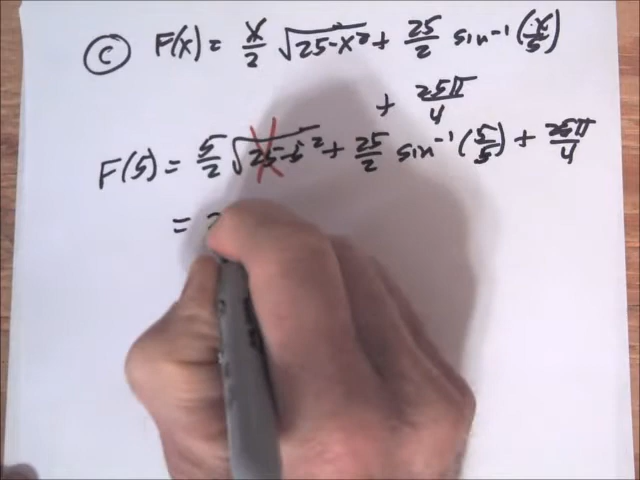 Ⓒ F(x) = x/2 √(25-x²) + 25/2 sin⁻¹(x/5)
+ 25π/4
F(5) = 5/2 √(25-5²) + 25/2 sin⁻¹(5/5) + 25π/4
=